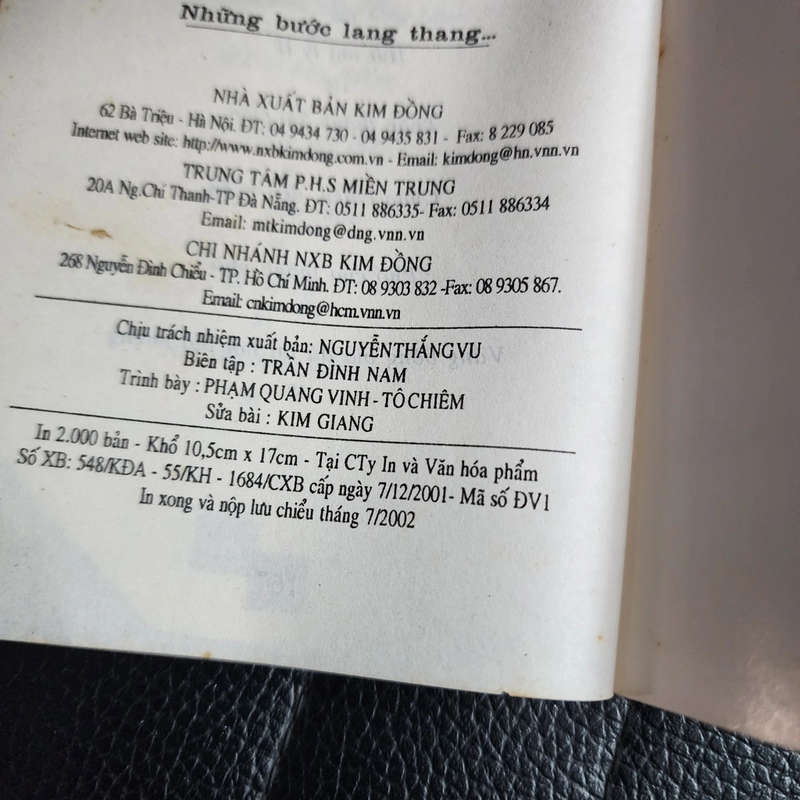 Những bước lang thang...
NHÀ XUẤT BẢN KIM ĐỒNG
62 Bà Triệu - Hà Nội. ĐT: 04 9434 730 - 04 9435 831 - Fax: 8 229 085
Internet web site: http://www.nxbkimdong.com.vn - Email: kimdong@hn.vnn.vn
TRUNG TÂM P.H.S MIỀN TRUNG
20A Ng.Chí Thanh-TP Đà Nẵng. ĐT: 0511 886335- Fax: 0511 886334
Email: mtkimdong@dng.vnn.vn
CHI NHÁNH NXB KIM ĐỒNG
268 Nguyễn Đình Chiểu - TP. Hồ Chí Minh. ĐT: 08 9303 832 -Fax: 08 9305 867.
Email: cnkimdong@hcm.vnn.vn
Chịu trách nhiệm xuất bản: NGUYỄN THẮNG VU
Biên tập : TRẦN ĐÌNH NAM
Trình bày : PHẠM QUANG VINH - TÔ CHIÊM
Sửa bài : KIM GIANG
In 2.000 bản - Khổ 10,5cm x 17cm - Tại CTy In và Văn hóa phẩm
Số XB: 548/KĐA - 55/KH - 1684/CXB cấp ngày 7/12/2001- Mã số ĐV1
In xong và nộp lưu chiểu tháng 7/2002